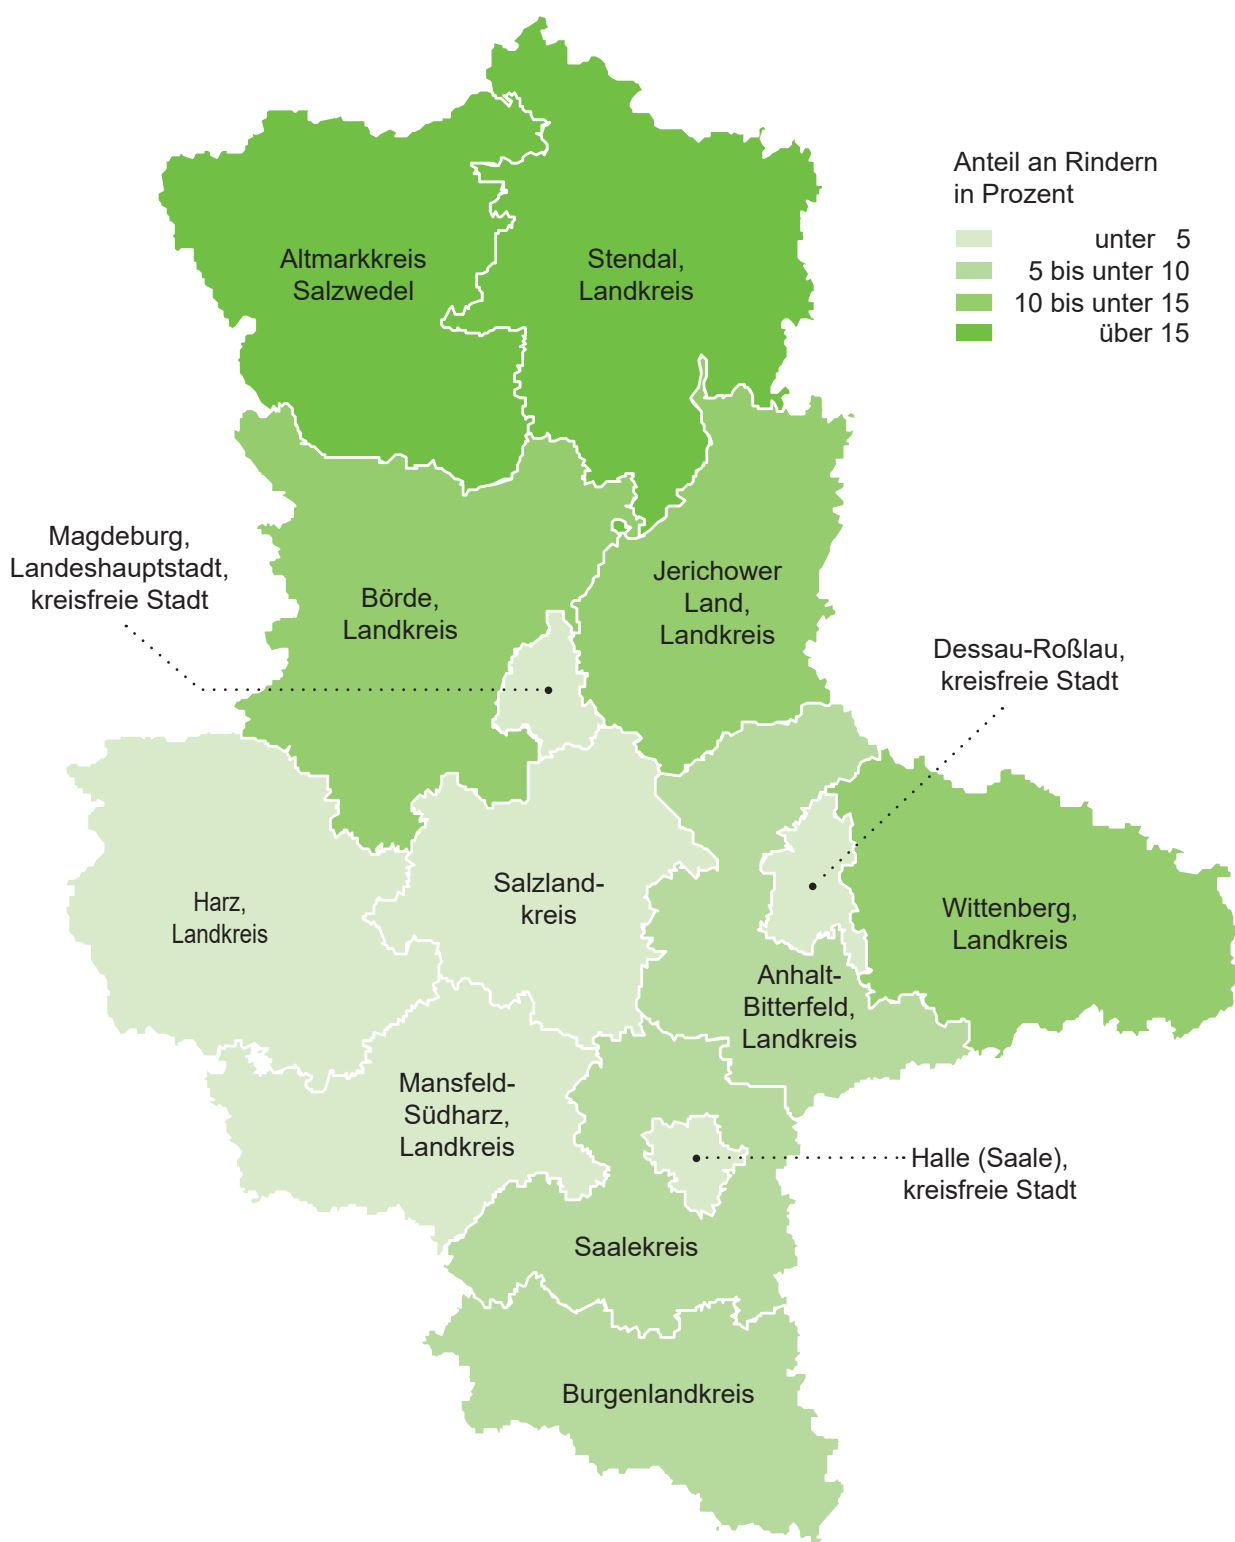 Anteil an Rindern
in Prozent
unter 5
5 bis unter 10
10 bis unter 15
über 15
Altmarkkreis
Salzwedel
Stendal,
Landkreis
Magdeburg,
Landeshauptstadt,
kreisfreie Stadt
Börde,
Landkreis
Jerichower
Land,
Landkreis
Dessau-Roßlau,
kreisfreie Stadt
Harz,
Landkreis
Salzland-
kreis
Wittenberg,
Landkreis
Anhalt-
Bitterfeld,
Landkreis
Mansfeld-
Südharz,
Landkreis
Halle (Saale),
kreisfreie Stadt
Saalekreis
Burgenlandkreis